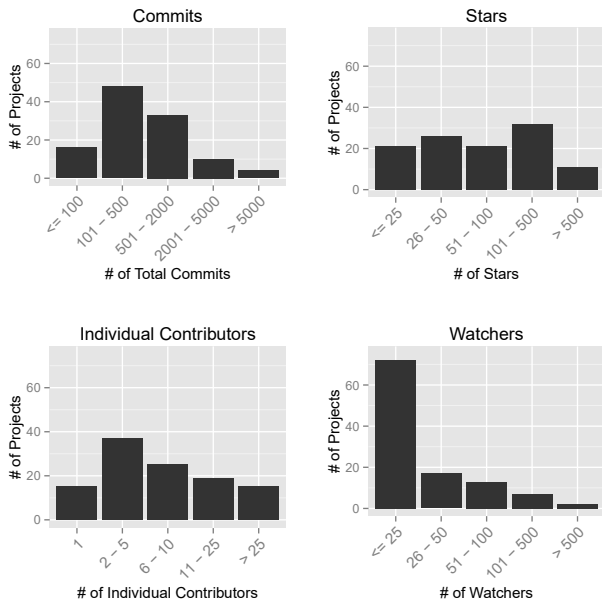 Commits
# of Projects
60
40
20
0
<= 100
101 – 500
501 – 2000
2001 – 5000
> 5000
# of Total Commits
Stars
# of Projects
60
40
20
0
<= 25
26 – 50
51 – 100
101 – 500
> 500
# of Stars
Individual Contributors
# of Projects
60
40
20
0
1
2 – 5
6 – 10
11 – 25
> 25
# of Individual Contributors
Watchers
# of Projects
60
40
20
0
<= 25
26 – 50
51 – 100
101 – 500
> 500
# of Watchers